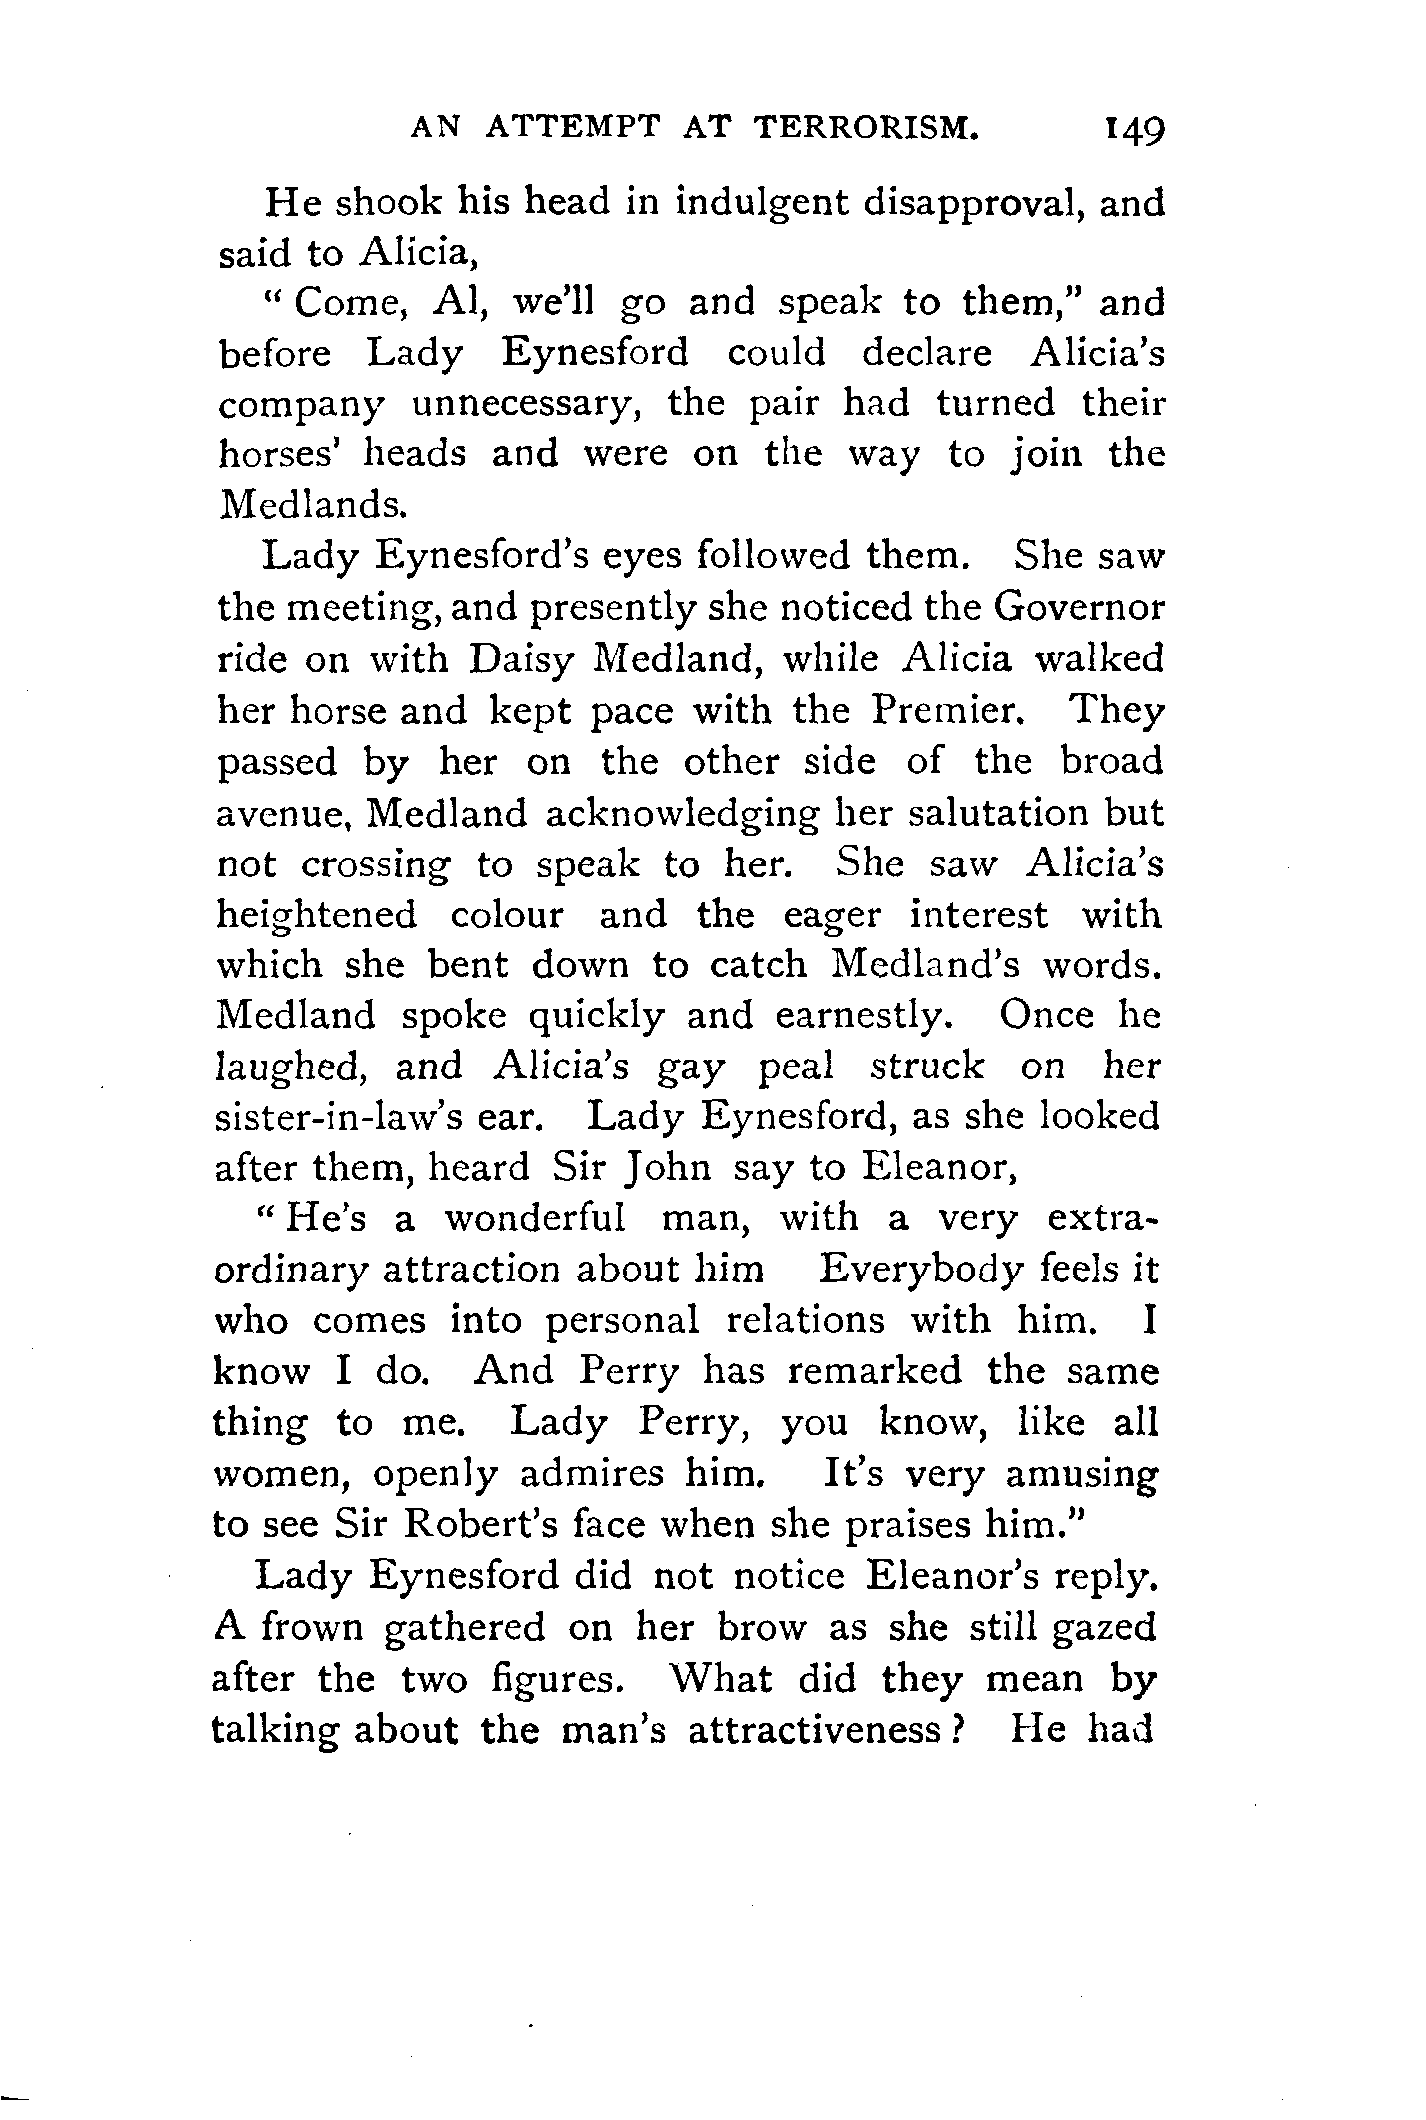 AN ATTEMPT AT TERRORISM. 149
He shook his head in indulgent disapproval, and
said to Alicia,
“ Come, Al, we’ll go and speak to them,” and
before Lady Eynesford could declare Alicia’s
company unnecessary, the pair had turned their
horses’ heads and were on the way to join the
Medlands.
Lady Eynesford’s eyes followed them. She saw
the meeting, and presently she noticed the Governor
ride on with Daisy Medland, while Alicia walked
her horse and kept pace with the Premier. They
passed by her on the other side of the broad
avenue, Medland acknowledging her salutation but
not crossing to speak to her. She saw Alicia’s
heightened colour and the eager interest with
which she bent down to catch Medland’s words.
Medland spoke quickly and earnestly. Once he
laughed, and Alicia’s gay peal struck on her
sister-in-law’s ear. Lady Eynesford, as she looked
after them, heard Sir John say to Eleanor,
“ He’s a wonderful man, with a very extra-
ordinary attraction about him Everybody feels it
who comes into personal relations with him. I
know I do. And Perry has remarked the same
thing to me. Lady Perry, you know, like all
women, openly admires him. It’s very amusing
to see Sir Robert’s face when she praises him.”
Lady Eynesford did not notice Eleanor’s reply.
A frown gathered on her brow as she still gazed
after the two figures. What did they mean by
talking about the man’s attractiveness ? He had